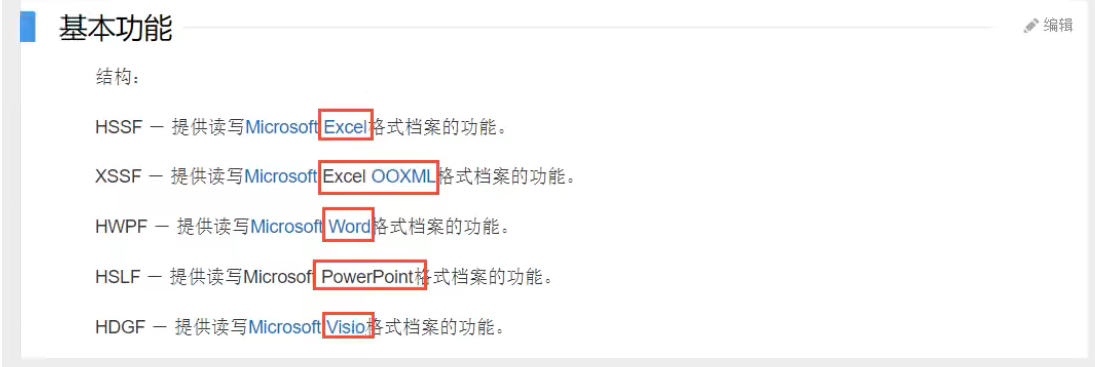 基本功能
编辑
结构：
HSSF － 提供读写Microsoft Excel格式档案的功能。
XSSF － 提供读写Microsoft Excel OOXML格式档案的功能。
HWPF － 提供读写Microsoft Word格式档案的功能。
HSLF － 提供读写Microsoft PowerPoint格式档案的功能。
HDGF － 提供读写Microsoft Visio格式档案的功能。